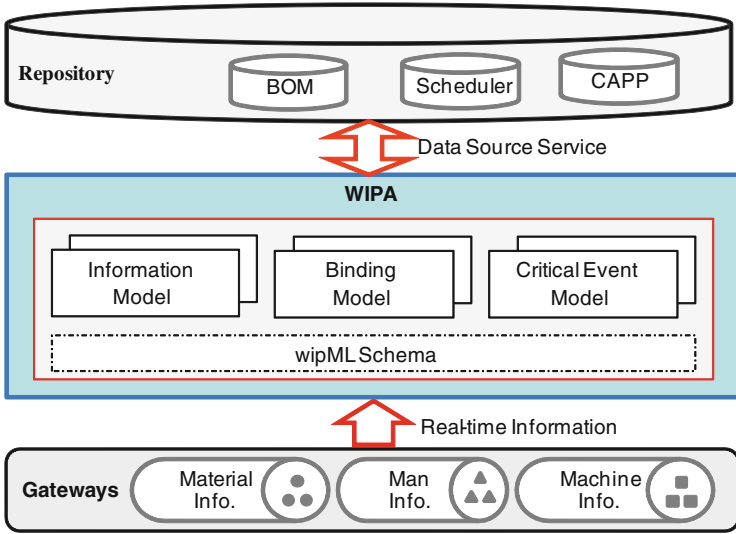 Repository
BOM
Scheduler
CAPP
Data Source Service
WIPA
Information
Model
Binding
Model
Critical Event
Model
wipML Schema
Real-time Information
Gateways
Material
Info.
Man
Info.
Machine
Info.